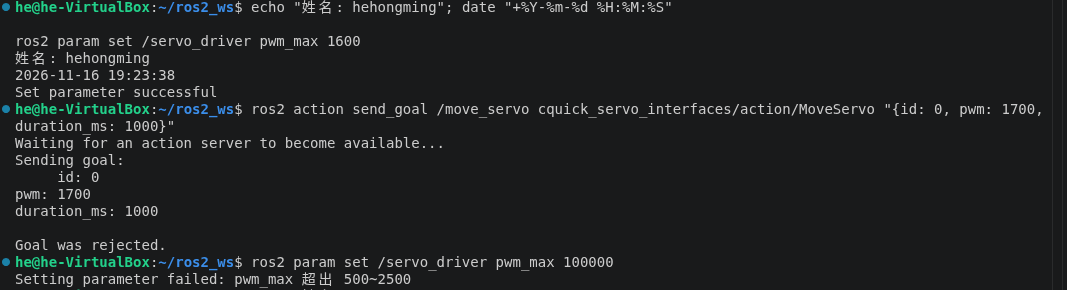 he@he-VirtualBox:~/ros2_ws$ echo "姓名: hehongming"; date "+%Y-%m-%d %H:%M:%S"
ros2 param set /servo_driver pwm_max 1600
姓名: hehongming
2026-11-16 19:23:38
Set parameter successful
he@he-VirtualBox:~/ros2_ws$ ros2 action send_goal /move_servo cquick_servo_interfaces/action/MoveServo "{id: 0, pwm: 1700,
duration_ms: 1000}"
Waiting for an action server to become available...
Sending goal:
     id: 0
pwm: 1700
duration_ms: 1000
Goal was rejected.
he@he-VirtualBox:~/ros2_ws$ ros2 param set /servo_driver pwm_max 100000
Setting parameter failed: pwm_max 超出 500~2500